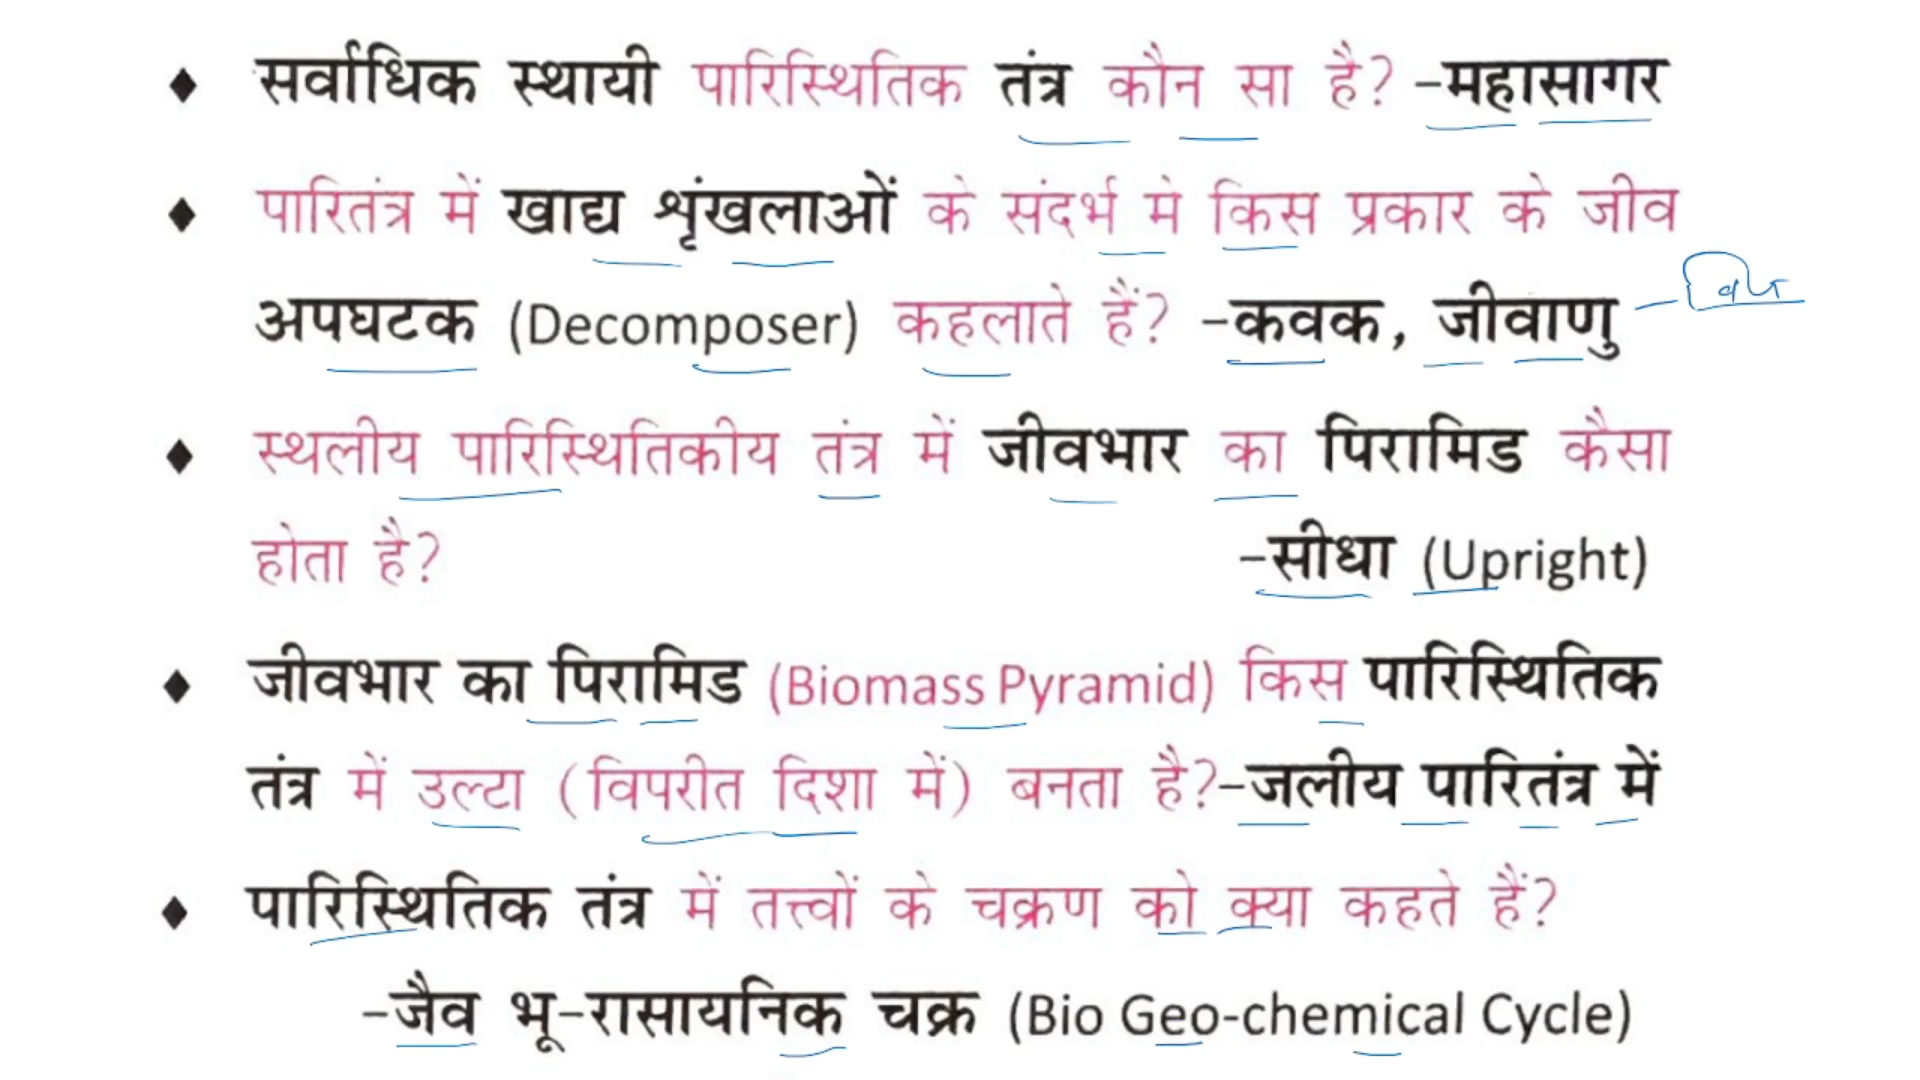 ♦ सर्वाधिक स्थायी पारिस्थितिक तंत्र कौन सा है? –महासागर
♦ पारितंत्र में खाद्य शृंखलाओं के संदर्भ मे किस प्रकार के जीव
अपघटक (Decomposer) कहलाते हैं? –कवक, जीवाणु
♦ स्थलीय पारिस्थितिकीय तंत्र में जीवभार का पिरामिड कैसा
होता है? –सीधा (Upright)
♦ जीवभार का पिरामिड (Biomass Pyramid) किस पारिस्थितिक
तंत्र में उल्टा (विपरीत दिशा में) बनता है?–जलीय पारितंत्र में
♦ पारिस्थितिक तंत्र में तत्त्वों के चक्रण को क्या कहते हैं?
–जैव भू–रासायनिक चक्र (Bio Geo-chemical Cycle)